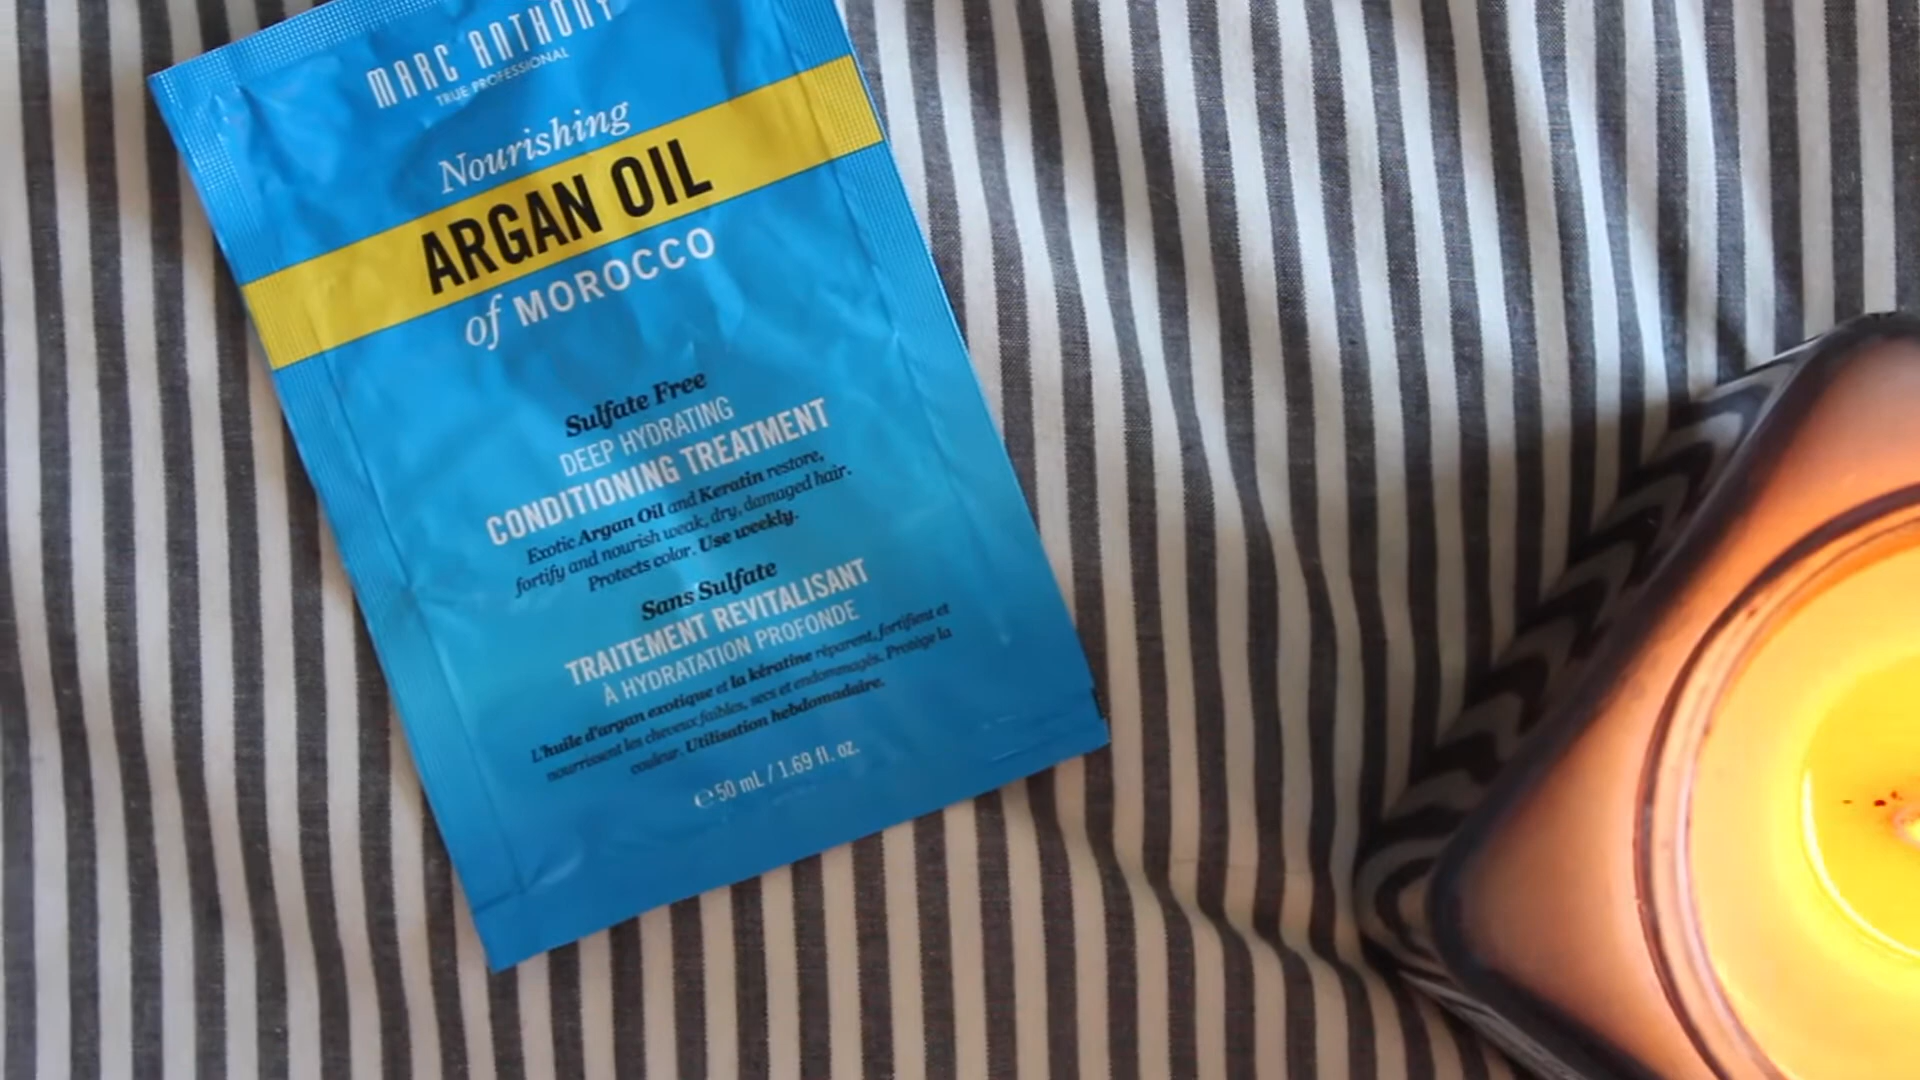 MARC ANTHONY
TRUE PROFESSIONAL
Nourishing
ARGAN OIL
of MOROCCO
Sulfate Free
DEEP HYDRATING
CONDITIONING TREATMENT
Exotic Argan Oil and Keratin restore,
fortify and nourish weak, dry, damaged hair.
Protects color. Use weekly.
Sans Sulfate
TRAITEMENT REVITALISANT
À HYDRATATION PROFONDE
L'huile d'argan exotique et la kératine réparent, fortifient et
nourrissent les cheveux faibles, secs et endommagés. Protège la
couleur. Utilisation hebdomadaire.
℮ 50 mL / 1.69 fl. oz.